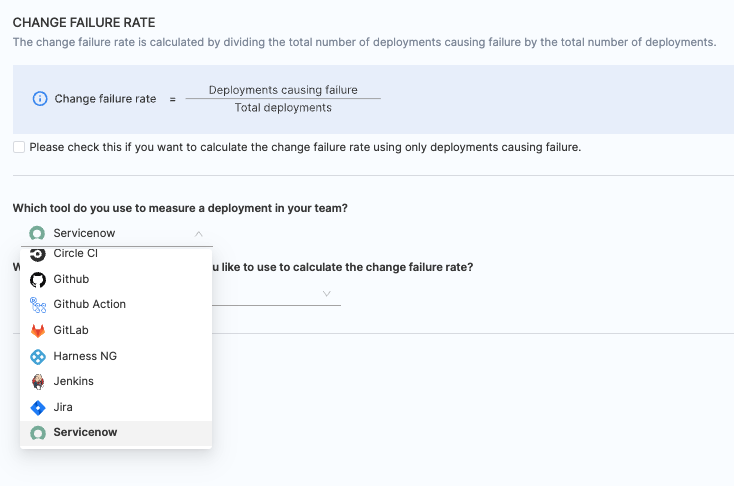 CHANGE FAILURE RATE
The change failure rate is calculated by dividing the total number of deployments causing failure by the total number of deployments.
Change failure rate = Deployments causing failure
Total deployments
Please check this if you want to calculate the change failure rate using only deployments causing failure.
Which tool do you use to measure a deployment in your team?
Servicenow
Circle CI
like to use to calculate the change failure rate?
Github
Github Action
GitLab
Harness NG
Jenkins
Jira
Servicenow